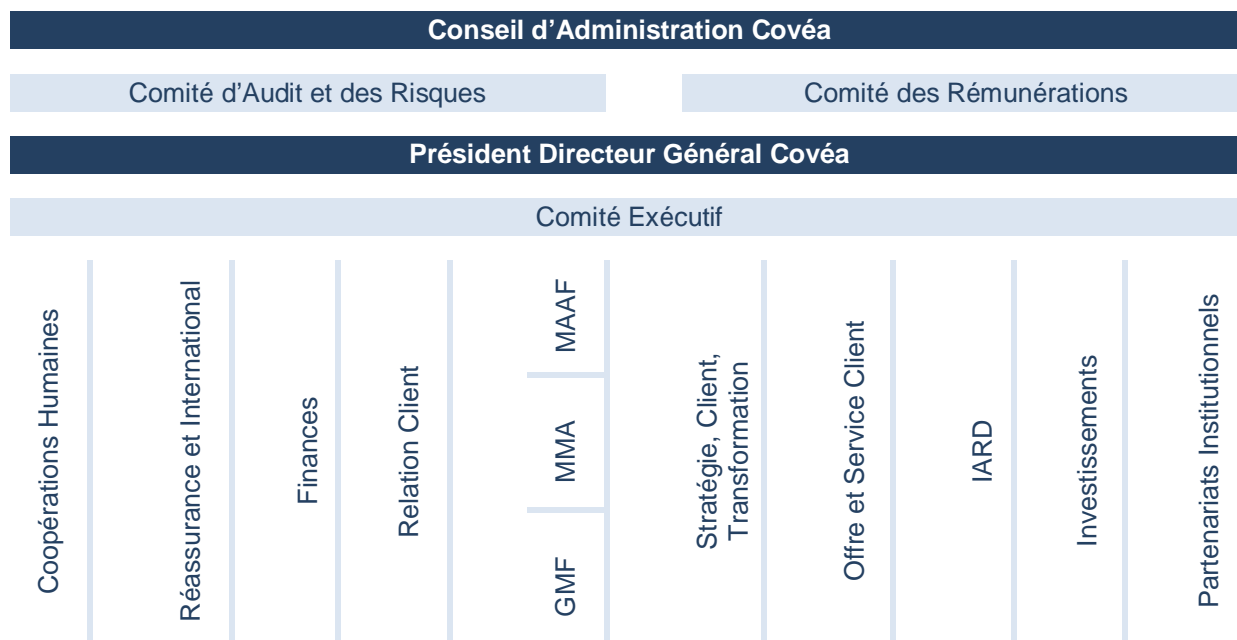 Conseil d’Administration Covéa
Comité d’Audit et des Risques
Comité des Rémunérations
Président Directeur Général Covéa
Comité Exécutif
Coopérations Humaines
Réassurance et International
Finances
Relation Client
MAAF
MMA
GMF
Stratégie, Client,
Transformation
Offre et Service Client
IARD
Investissements
Partenariats Institutionnels